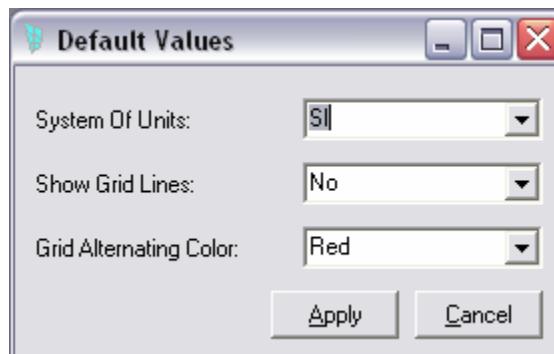 Default Values
System Of Units: SI
Show Grid Lines: No
Grid Alternating Color: Red
Apply Cancel